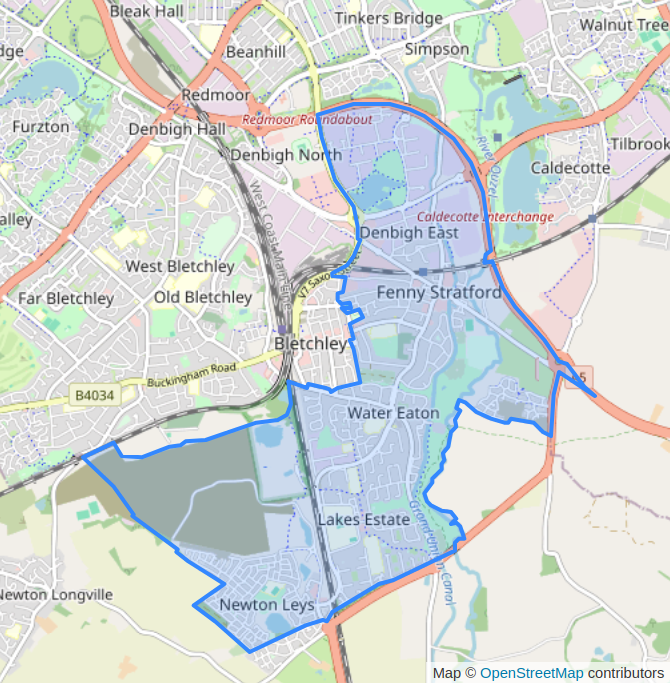 Bleak Hall
Tinkers Bridge
Walnut Tree
dge
Beanhill
Simpson
Redmoor
Furzton
Denbigh Hall
Redmoor Roundabout
River Ouzel
Tilbrook
Denbigh North
Caldecotte
alley
West Coast Main Line
Caldecotte Interchange
Denbigh East
West Bletchley
V7 Saxon Street
Far Bletchley
Old Bletchley
Fenny Stratford
Bletchley
Buckingham Road
B4034
A5
Water Eaton
Lakes Estate
Grand Union Canal
Newton Longville
Newton Leys
Map © OpenStreetMap contributors